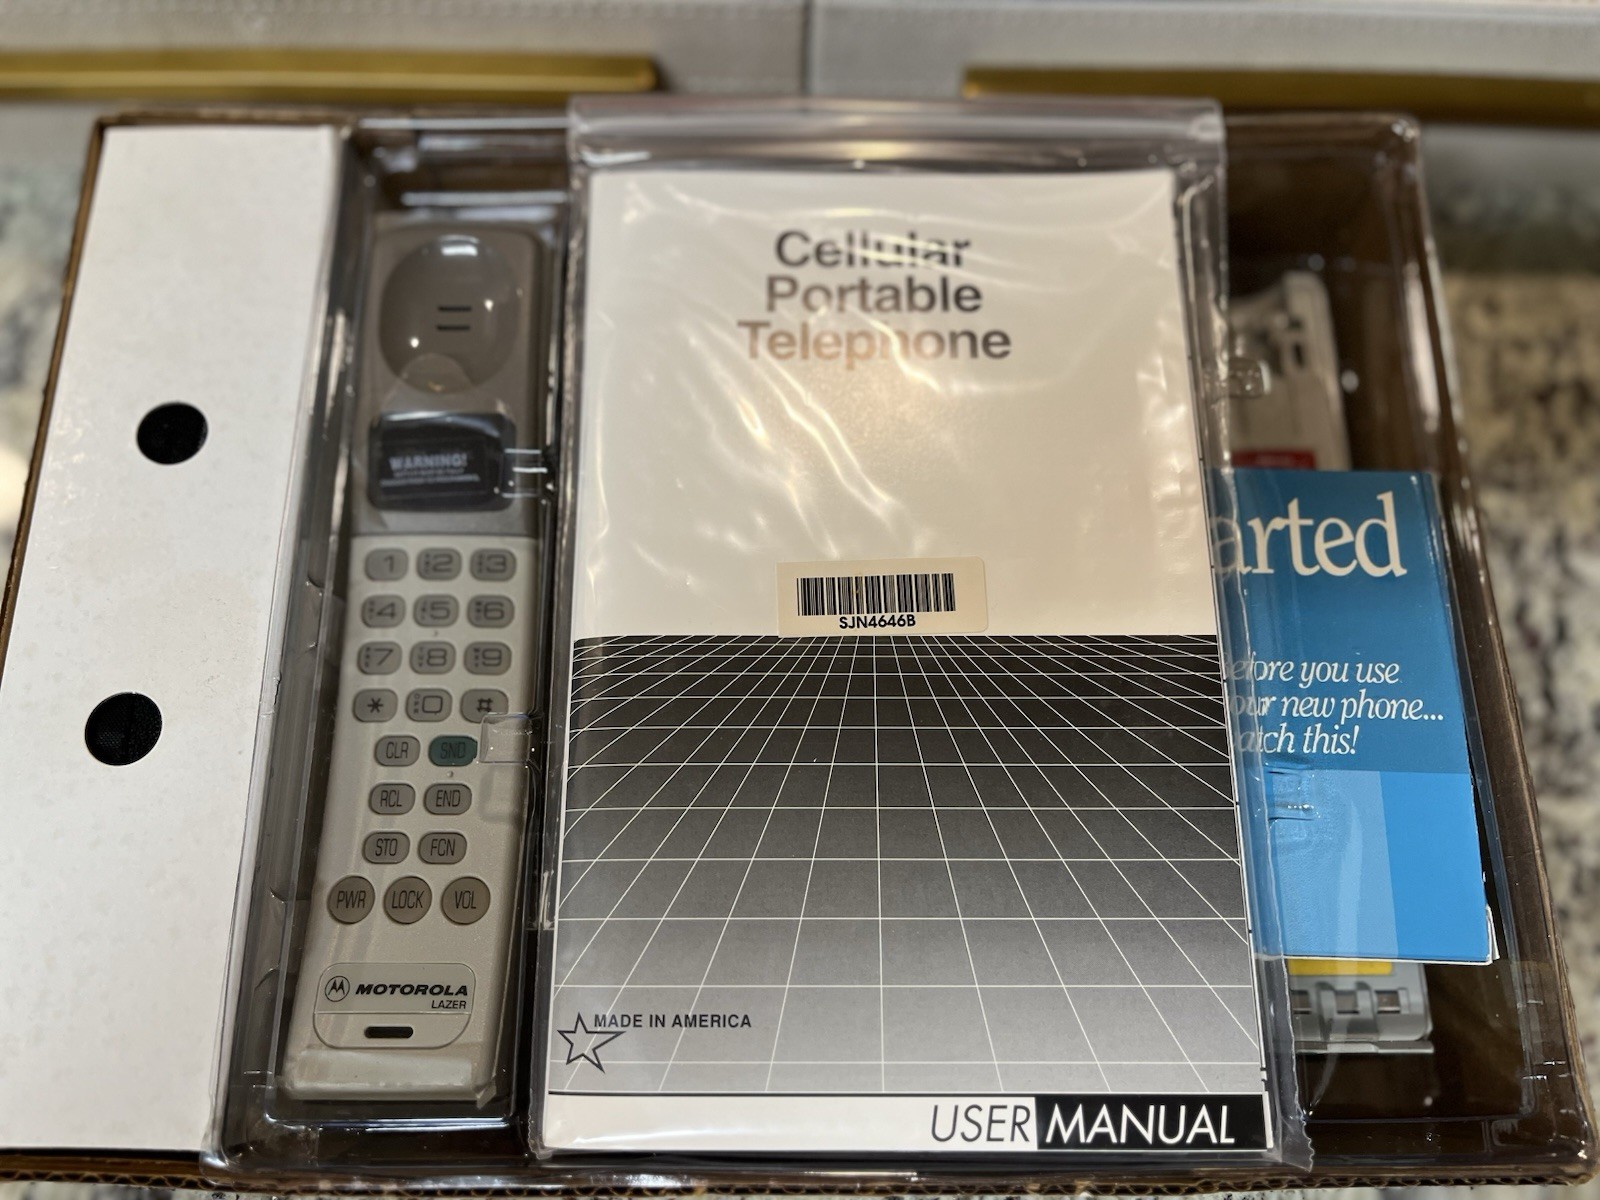 WARNING!
1 2 3
4 5 6
7 8 9
* 0 #
CLR SND
RCL END
STO FCN
PWR LOCK VOL
MOTOROLA
LAZER
Cellular
Portable
Telephone
SJN4646B
MADE IN AMERICA
USER MANUAL
arted
efore you use
our new phone...
atch this!